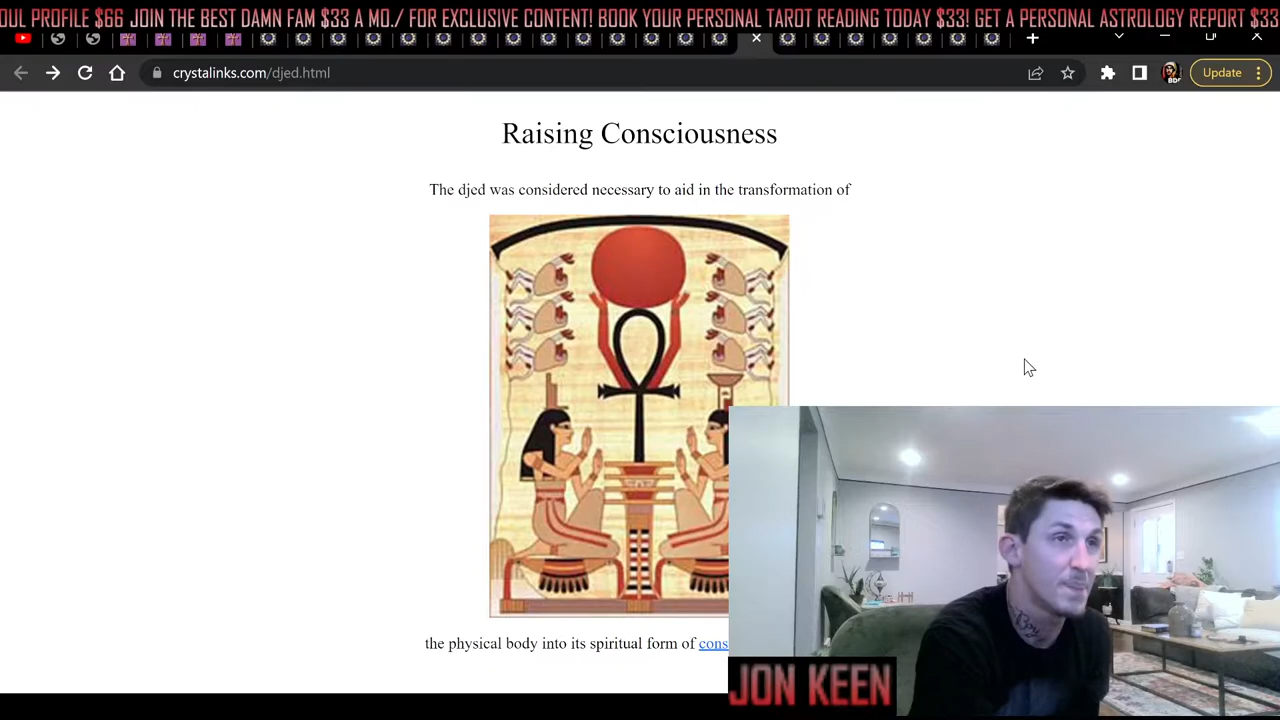 OUL PROFILE $66 JOIN THE BEST DAMN FAM $33 A MO./ FOR EXCLUSIVE CONTENT! BOOK YOUR PERSONAL TAROT READING TODAY $33! GET A PERSONAL ASTROLOGY REPORT $33
crystalinks.com/djed.html
Update
Raising Consciousness
The djed was considered necessary to aid in the transformation of
the physical body into its spiritual form of cons
JON KEEN